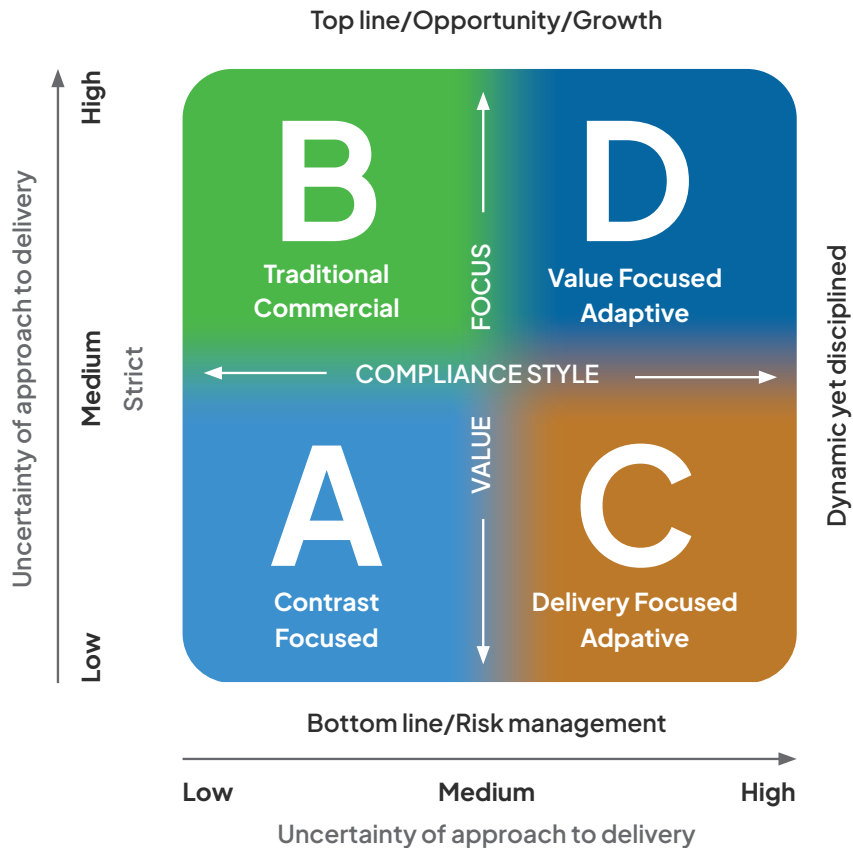 Top line/Opportunity/Growth
Uncertainty of approach to delivery
High
Medium
Low
Strict
B
Traditional
Commercial
D
Value Focused
Adaptive
FOCUS
COMPLIANCE STYLE
VALUE
A
Contrast
Focused
C
Delivery Focused
Adpative
Dynamic yet disciplined
Bottom line/Risk management
Low
Medium
High
Uncertainty of approach to delivery